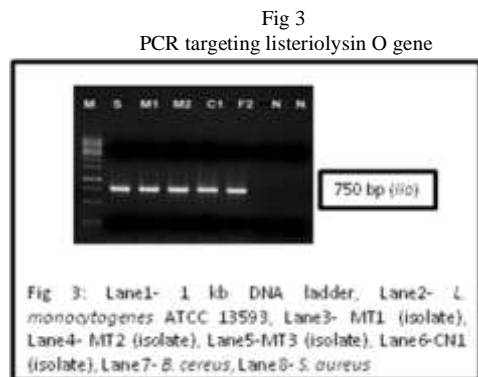 Fig 3
PCR targeting listeriolysin O gene
M S M1 M2 C1 F2 N N
750 bp (llo)
Fig 3: Lane1- 1 kb DNA ladder, Lane2- L.
monocytogenes ATCC 13593, Lane3- MT1 (isolate),
Lane4- MT2 (isolate), Lane5-MT3 (isolate), Lane6-CN1
(isolate), Lane7- B. cereus, Lane8- S. aureus